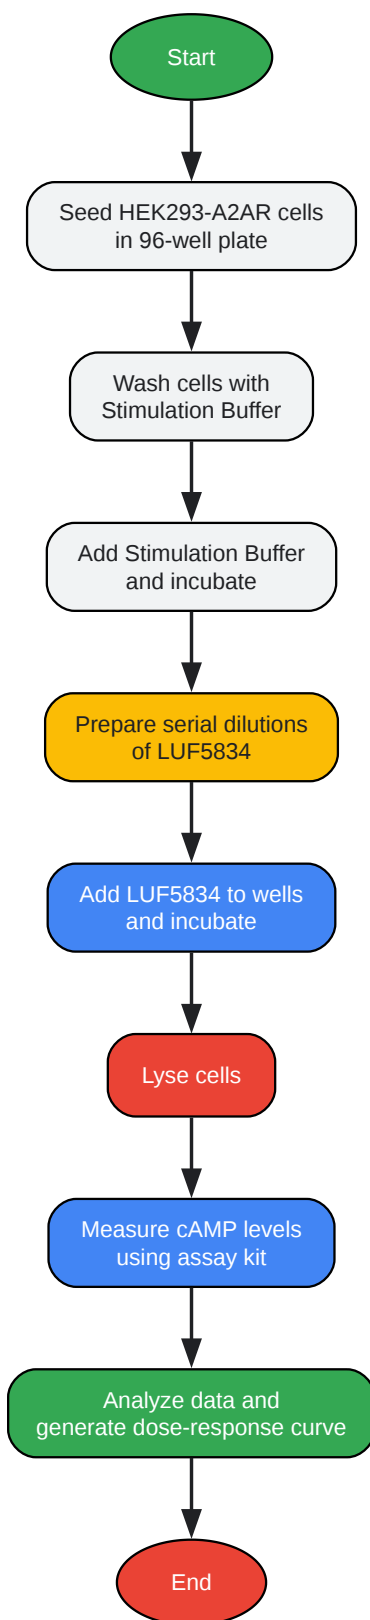 Start
Seed HEK293-A2AR cells
in 96-well plate
Wash cells with
Stimulation Buffer
Add Stimulation Buffer
and incubate
Prepare serial dilutions
of LUF5834
Add LUF5834 to wells
and incubate
Lyse cells
Measure cAMP levels
using assay kit
Analyze data and
generate dose-response curve
End